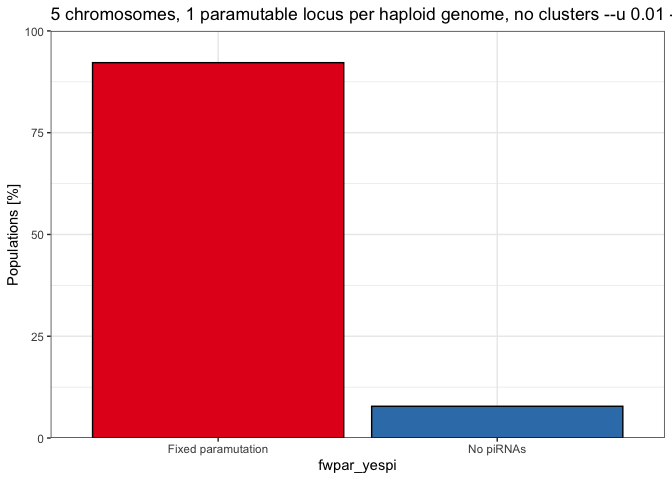 5 chromosomes, 1 paramutable locus per haploid genome, no clusters --u 0.01 -
100
75
50
25
0
Populations [%]
Fixed paramutation
No piRNAs
fwpar_yespi